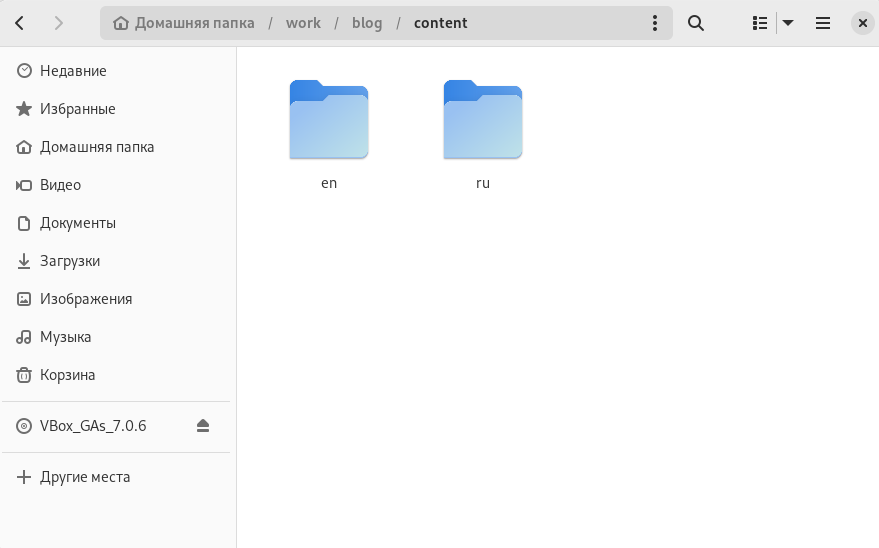 Домашняя папка / work / blog / content
Недавние
Избранные
Домашняя папка
Видео
Документы
Загрузки
Изображения
Музыка
Корзина
VBox_GAs_7.0.6
Другие места
en
ru